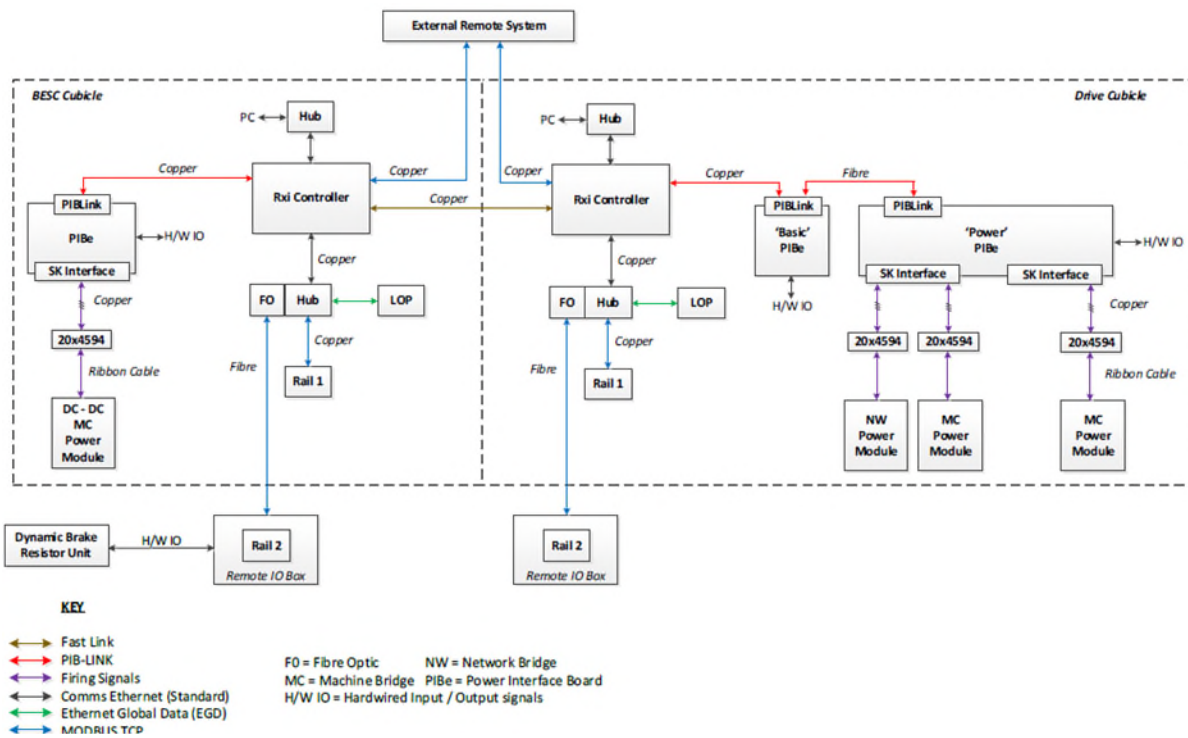 External Remote System
BESC Cubicle
Drive Cubicle
PC
Hub
PC
Hub
Copper
Copper
Copper
Copper
Fibre
Rxi Controller
Rxi Controller
Copper
PIBLink
PIBe
H/W IO
SK Interface
PIBLink
'Basic'
PIBe
H/W IO
PIBLink
'Power'
PIBe
H/W IO
SK Interface
SK Interface
Copper
Copper
Copper
Copper
FO
Hub
LOP
FO
Hub
LOP
20x4594
20x4594
20x4594
20x4594
Copper
Copper
Fibre
Fibre
Ribbon Cable
Ribbon Cable
Rail 1
Rail 1
DC - DC
MC
Power
Module
NW
Power
Module
MC
Power
Module
MC
Power
Module
Dynamic Brake
Resistor Unit
H/W IO
Rail 2
Remote IO Box
Rail 2
Remote IO Box
KEY
Fast Link
PIB-LINK
Firing Signals
Comms Ethernet (Standard)
Ethernet Global Data (EGD)
MODBUS TCP
F0 = Fibre Optic
NW = Network Bridge
MC = Machine Bridge
PIBe = Power Interface Board
H/W IO = Hardwired Input / Output signals